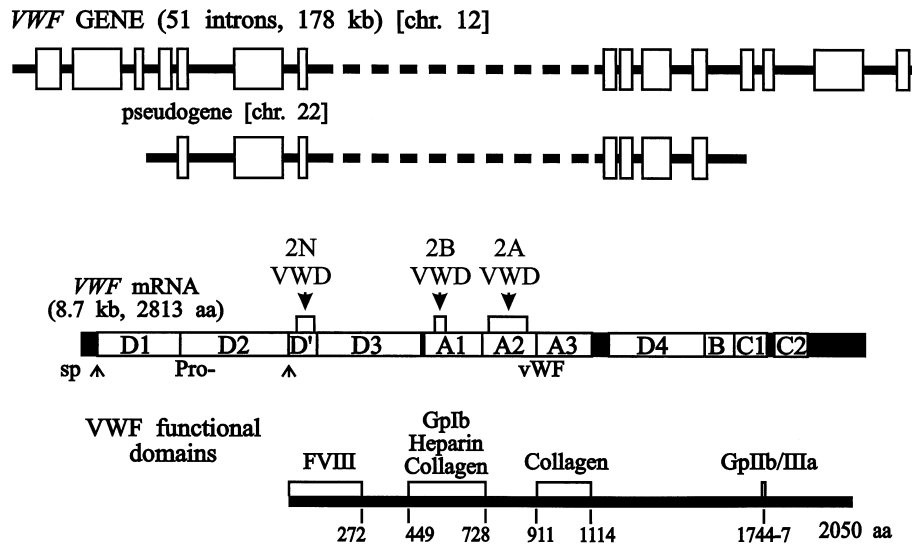 VWF GENE (51 introns, 178 kb) [chr. 12]
pseudogene [chr. 22]
2N VWD
2B VWD
2A VWD
VWF mRNA
(8.7 kb, 2813 aa)
D1 D2 D' D3 A1 A2 A3 D4 B C1 C2
sp Pro- vWF
VWF functional
domains
FVIII
GpIb
Heparin
Collagen
Collagen
GpIIb/IIIa
272 449 728 911 1114 1744-7 2050 aa